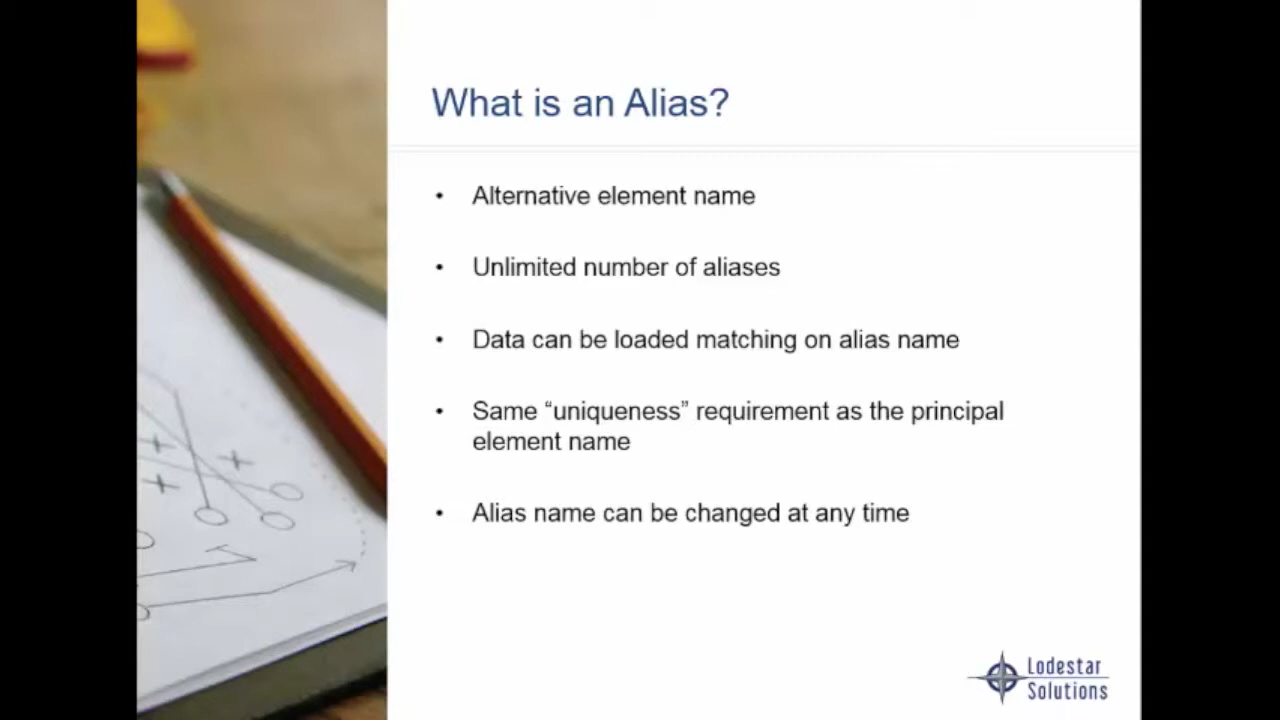 What is an Alias?
• Alternative element name
• Unlimited number of aliases
• Data can be loaded matching on alias name
• Same “uniqueness” requirement as the principal
element name
• Alias name can be changed at any time
Lodestar
Solutions